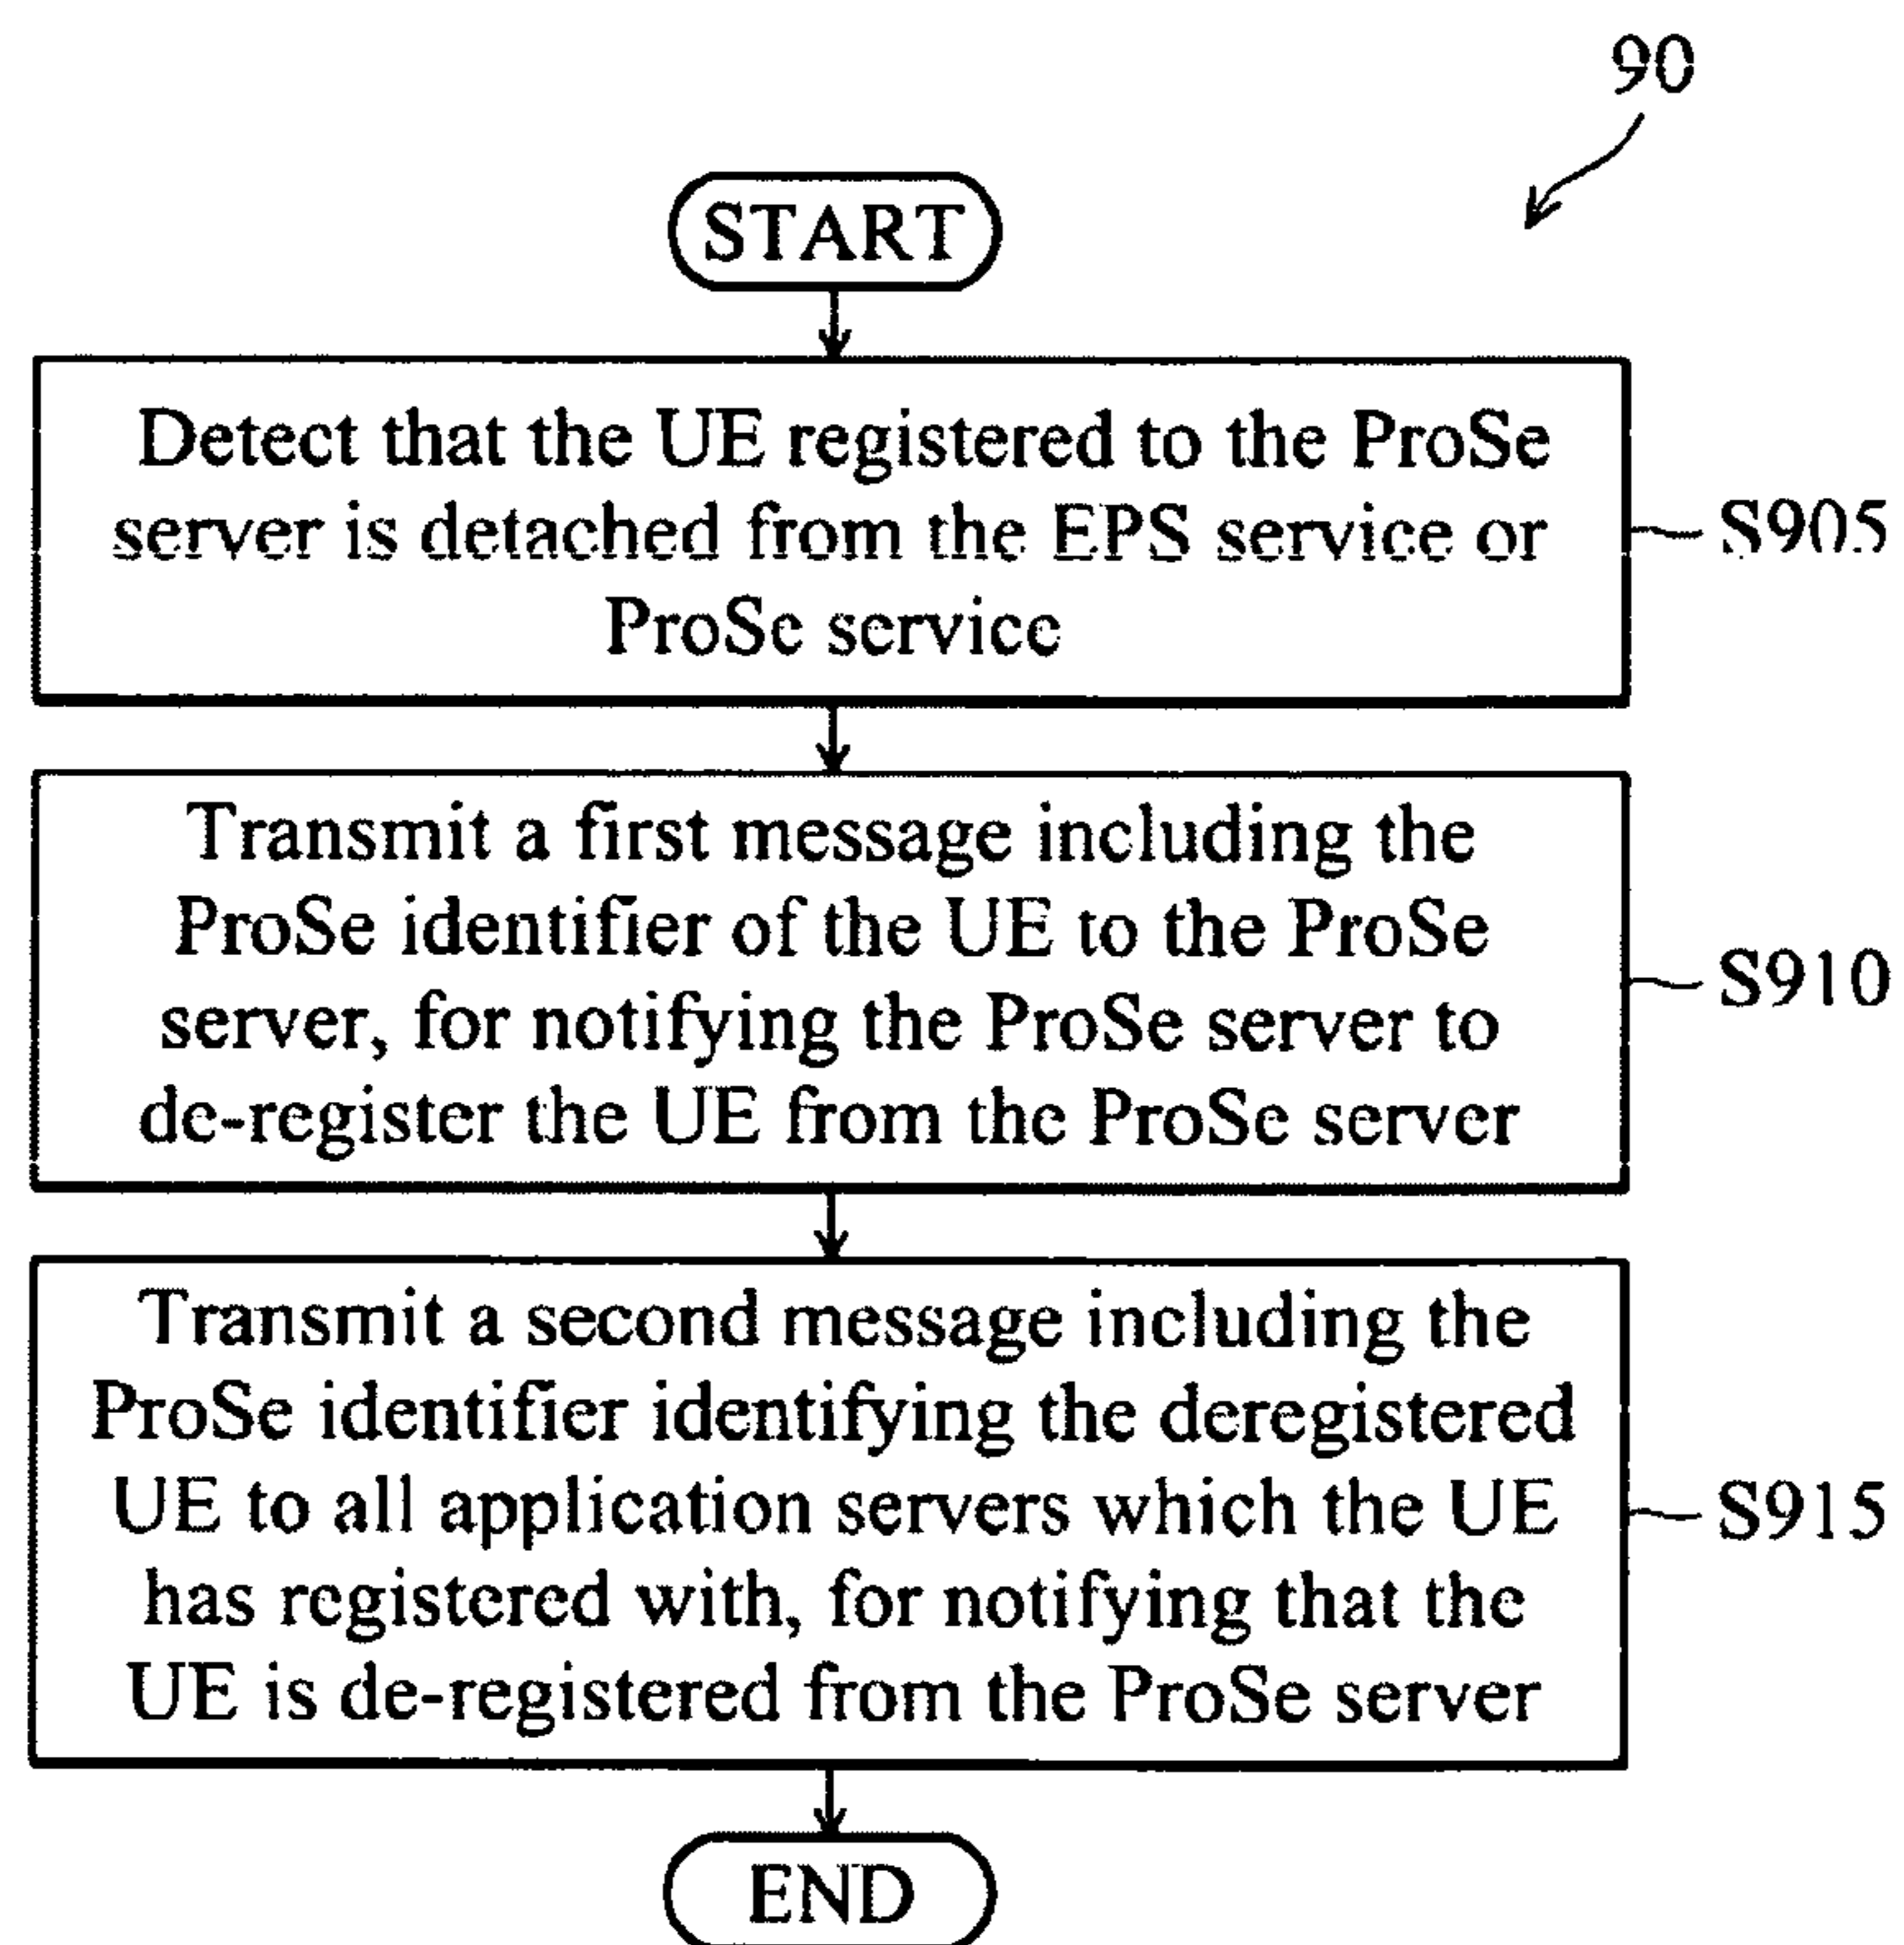 90
START
Detect that the UE registered to the ProSe
server is detached from the EPS service or
ProSe service
S905
Transmit a first message including the
ProSe identifier of the UE to the ProSe
server, for notifying the ProSe server to
de-register the UE from the ProSe server
S910
Transmit a second message including the
ProSe identifier identifying the deregistered
UE to all application servers which the UE
has registered with, for notifying that the
UE is de-registered from the ProSe server
S915
END